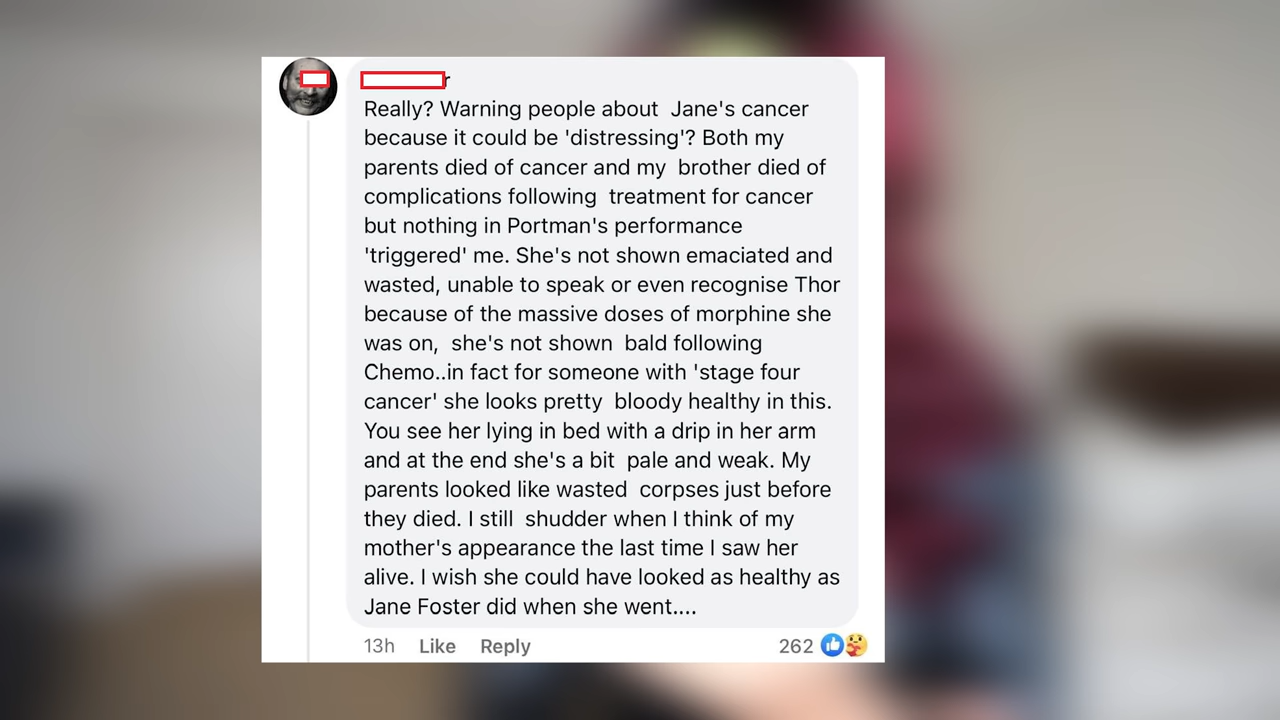 r
Really? Warning people about Jane's cancer
because it could be 'distressing'? Both my
parents died of cancer and my brother died of
complications following treatment for cancer
but nothing in Portman's performance
'triggered' me. She's not shown emaciated and
wasted, unable to speak or even recognise Thor
because of the massive doses of morphine she
was on, she's not shown bald following
Chemo..in fact for someone with 'stage four
cancer' she looks pretty bloody healthy in this.
You see her lying in bed with a drip in her arm
and at the end she's a bit pale and weak. My
parents looked like wasted corpses just before
they died. I still shudder when I think of my
mother's appearance the last time I saw her
alive. I wish she could have looked as healthy as
Jane Foster did when she went....
13h Like Reply 262